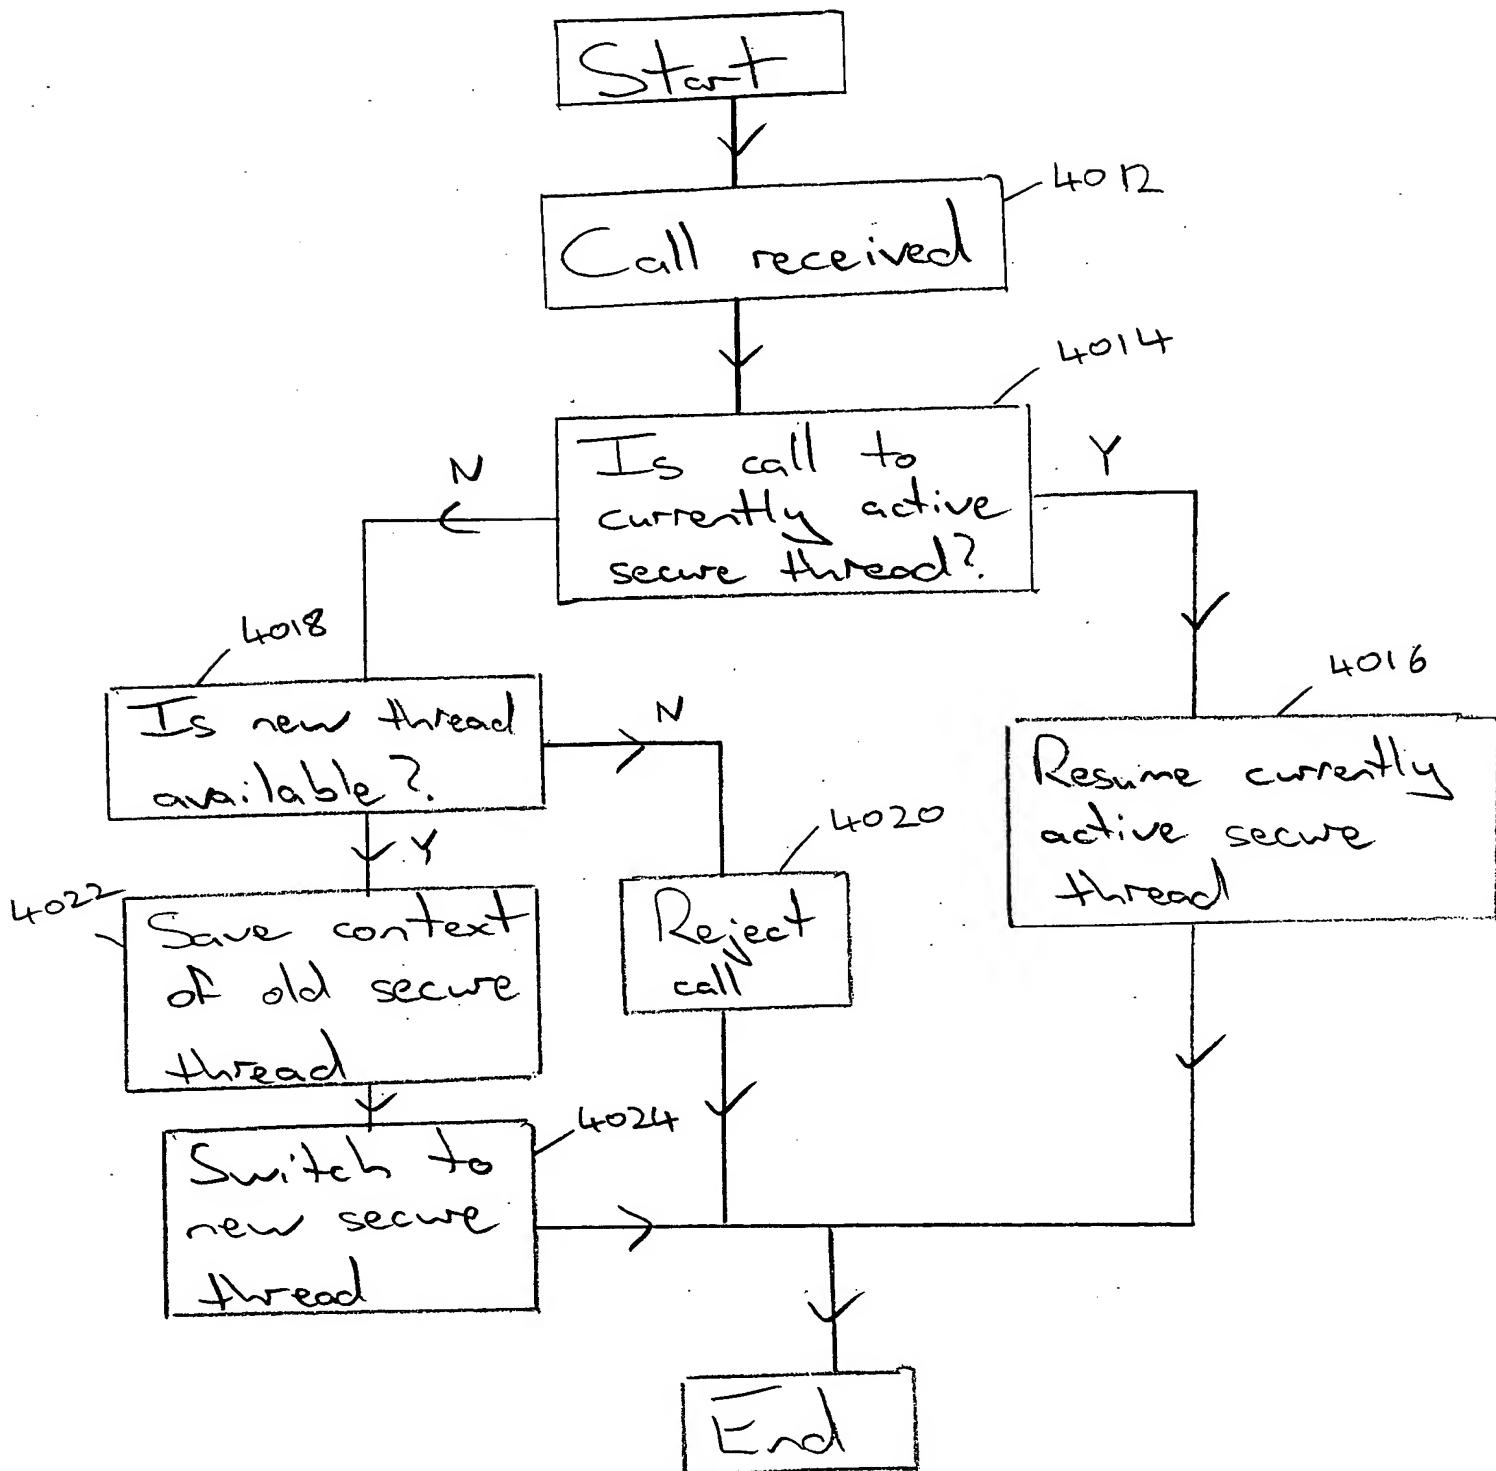 Start
4012
Call received
4014
Is call to
currently active
secure thread?
N
Y
4018
Is new thread
available?
N
Y
4016
Resume currently
active secure
thread
4020
Reject
call
4022
Save context
of old secure
thread
4024
Switch to
new secure
thread
End